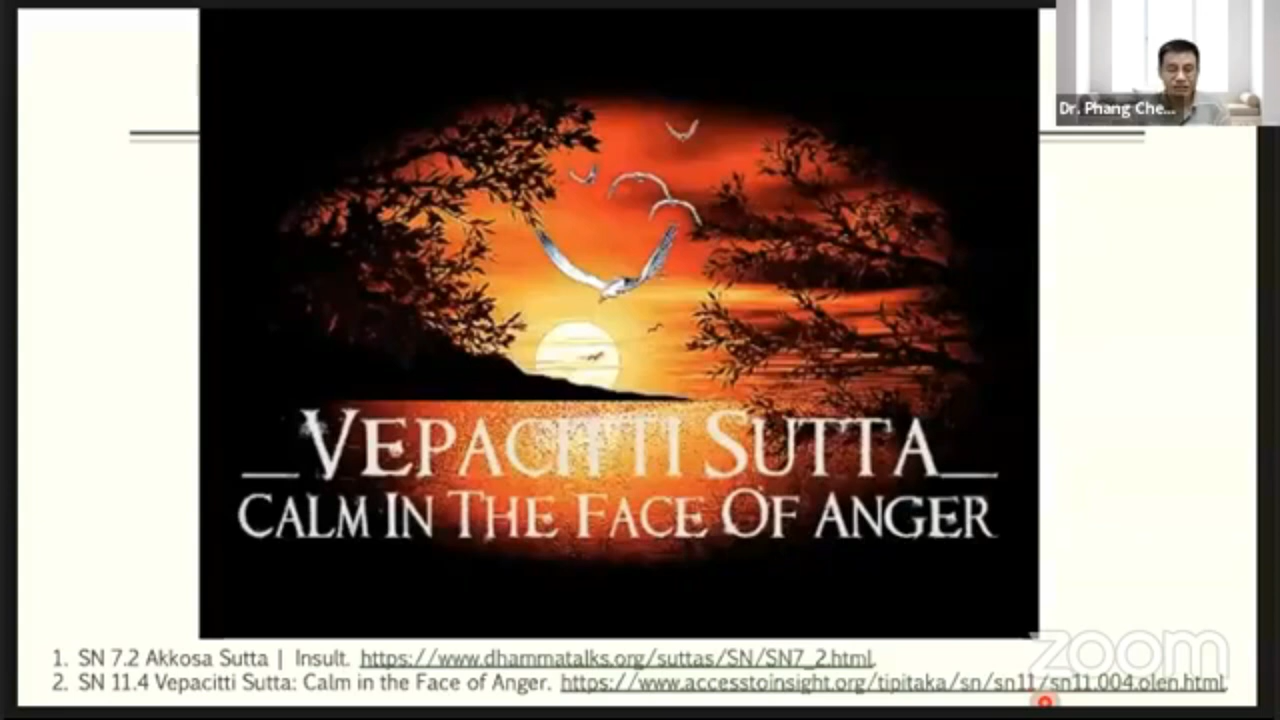 Dr. Phang Che...
_VEPACITTI SUTTA_
CALM IN THE FACE OF ANGER
1. SN 7.2 Akkosa Sutta | Insult. https://www.dhammatalks.org/suttas/SN/SN7_2.html.
2. SN 11.4 Vepacitti Sutta: Calm in the Face of Anger. https://www.accesstoinsight.org/tipitaka/sn/sn11/sn11.004.olen.html.
zoom